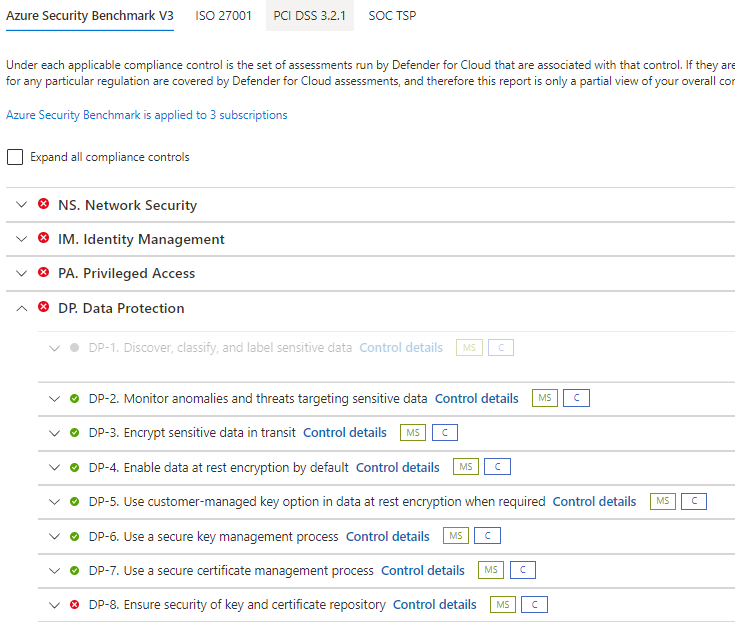 Azure Security Benchmark V3 ISO 27001 PCI DSS 3.2.1 SOC TSP
Under each applicable compliance control is the set of assessments run by Defender for Cloud that are associated with that control. If they are
for any particular regulation are covered by Defender for Cloud assessments, and therefore this report is only a partial view of your overall co
Azure Security Benchmark is applied to 3 subscriptions
Expand all compliance controls
NS. Network Security
IM. Identity Management
PA. Privileged Access
DP. Data Protection
DP-1. Discover, classify, and label sensitive data Control details MS C
DP-2. Monitor anomalies and threats targeting sensitive data Control details MS C
DP-3. Encrypt sensitive data in transit Control details MS C
DP-4. Enable data at rest encryption by default Control details MS C
DP-5. Use customer-managed key option in data at rest encryption when required Control details MS C
DP-6. Use a secure key management process Control details MS C
DP-7. Use a secure certificate management process Control details MS C
DP-8. Ensure security of key and certificate repository Control details MS C